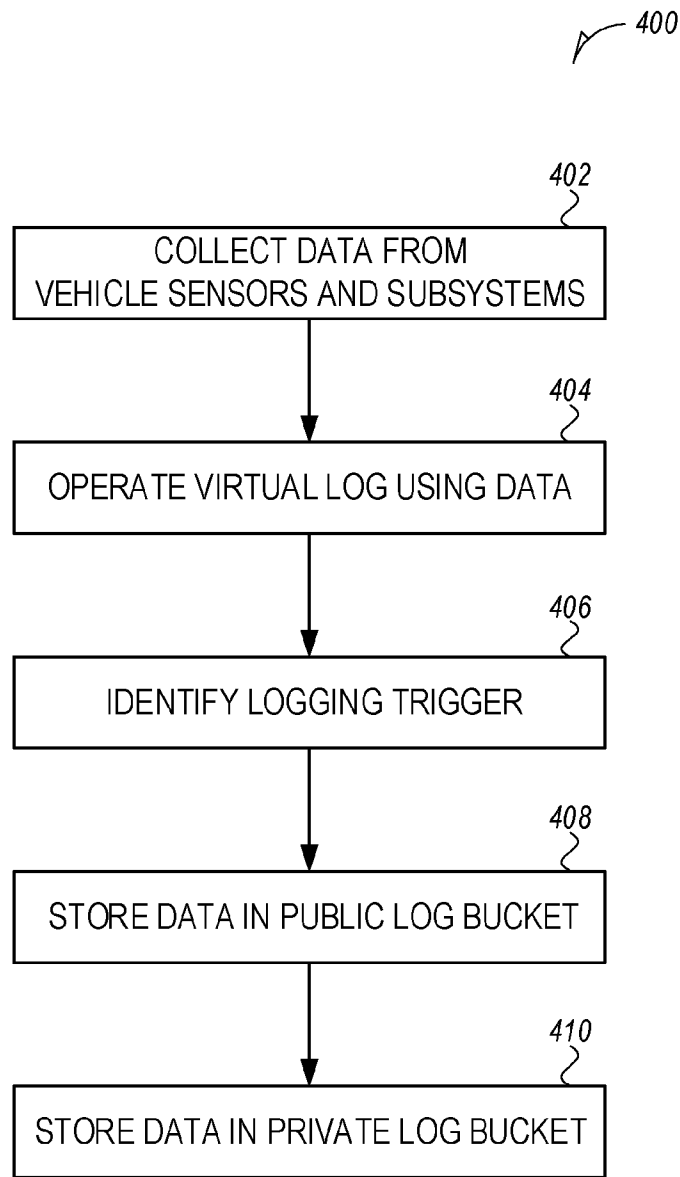 400
402
COLLECT DATA FROM
VEHICLE SENSORS AND SUBSYSTEMS
404
OPERATE VIRTUAL LOG USING DATA
406
IDENTIFY LOGGING TRIGGER
408
STORE DATA IN PUBLIC LOG BUCKET
410
STORE DATA IN PRIVATE LOG BUCKET